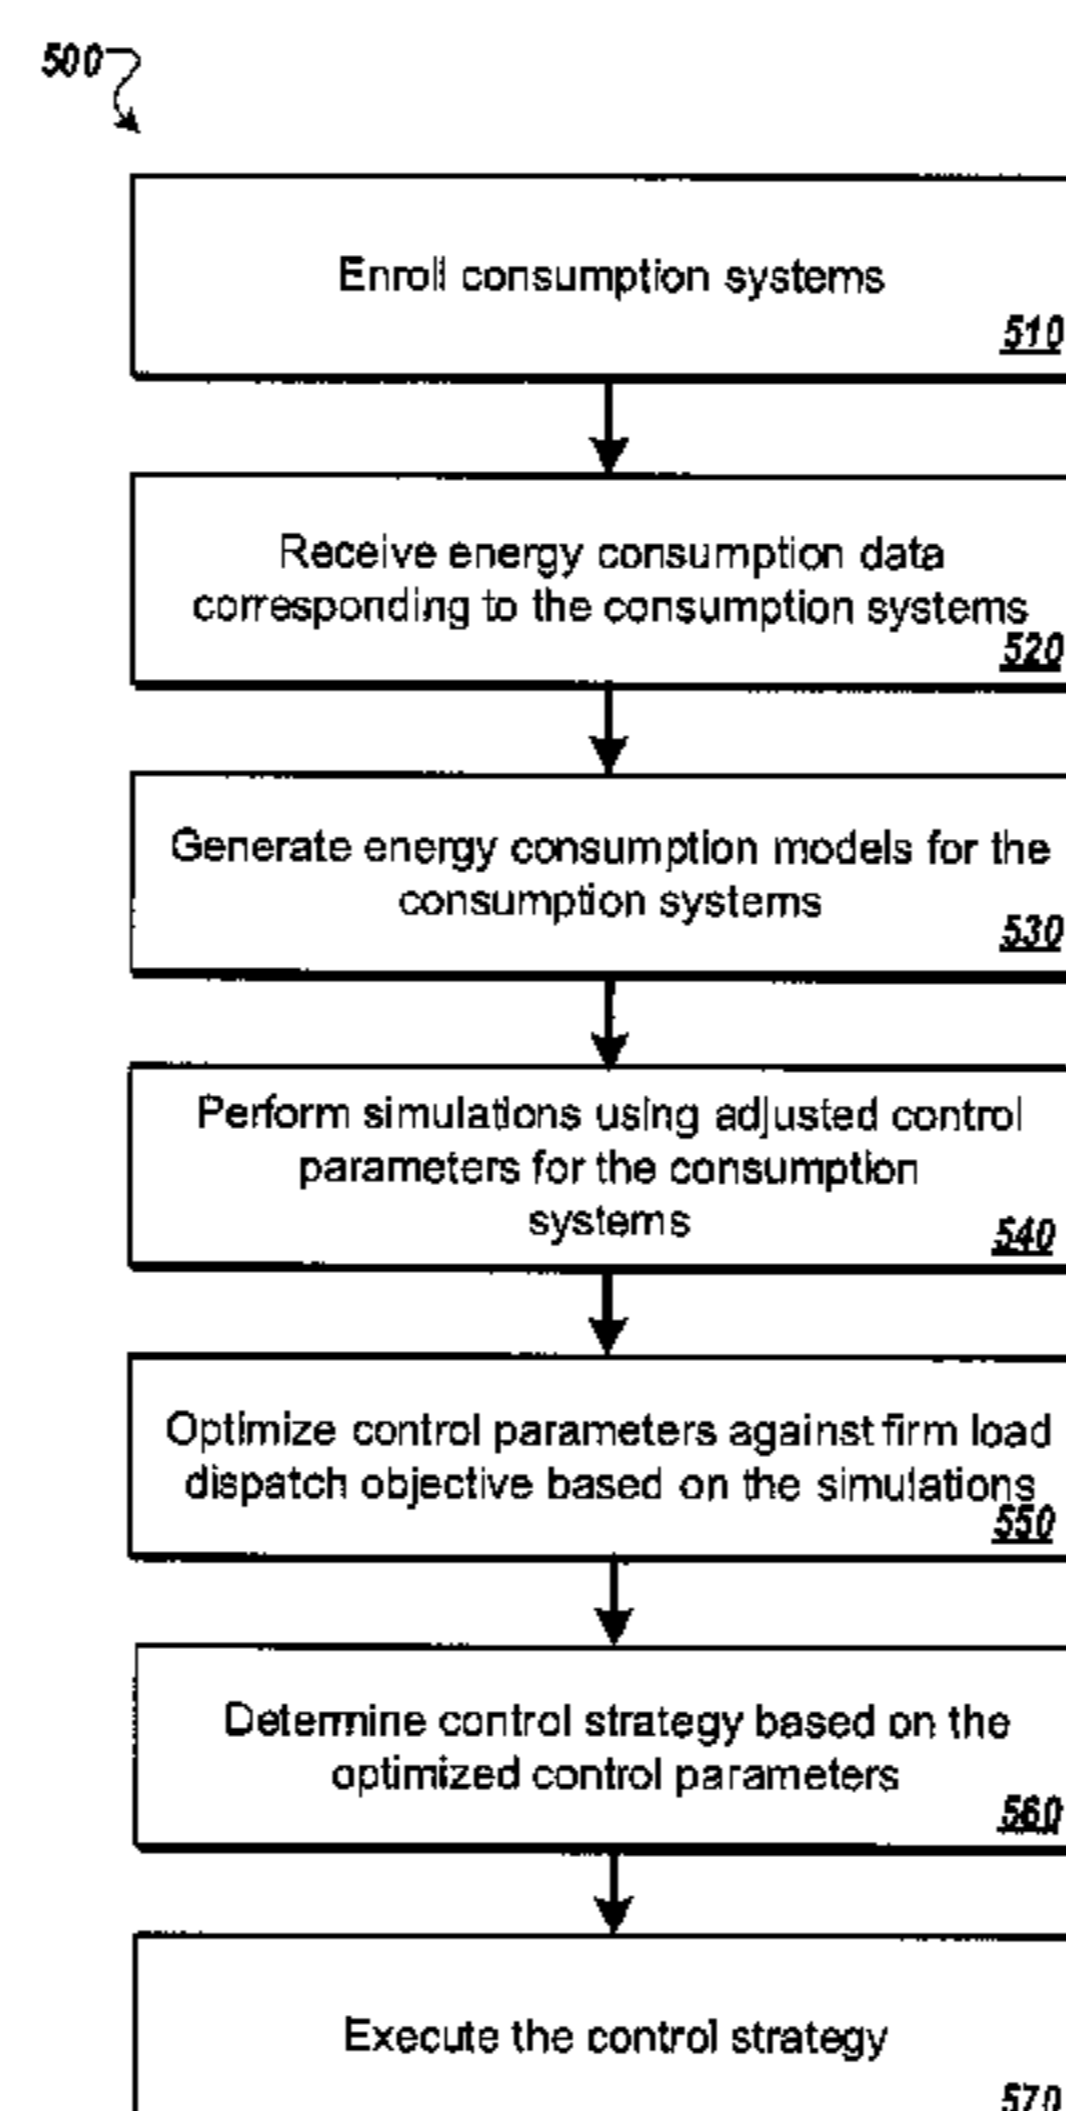 500
Enroll consumption systems
510
Receive energy consumption data
corresponding to the consumption systems
520
Generate energy consumption models for the
consumption systems
530
Perform simulations using adjusted control
parameters for the consumption
systems
540
Optimize control parameters against firm load
dispatch objective based on the simulations
550
Determine control strategy based on the
optimized control parameters
560
Execute the control strategy
570